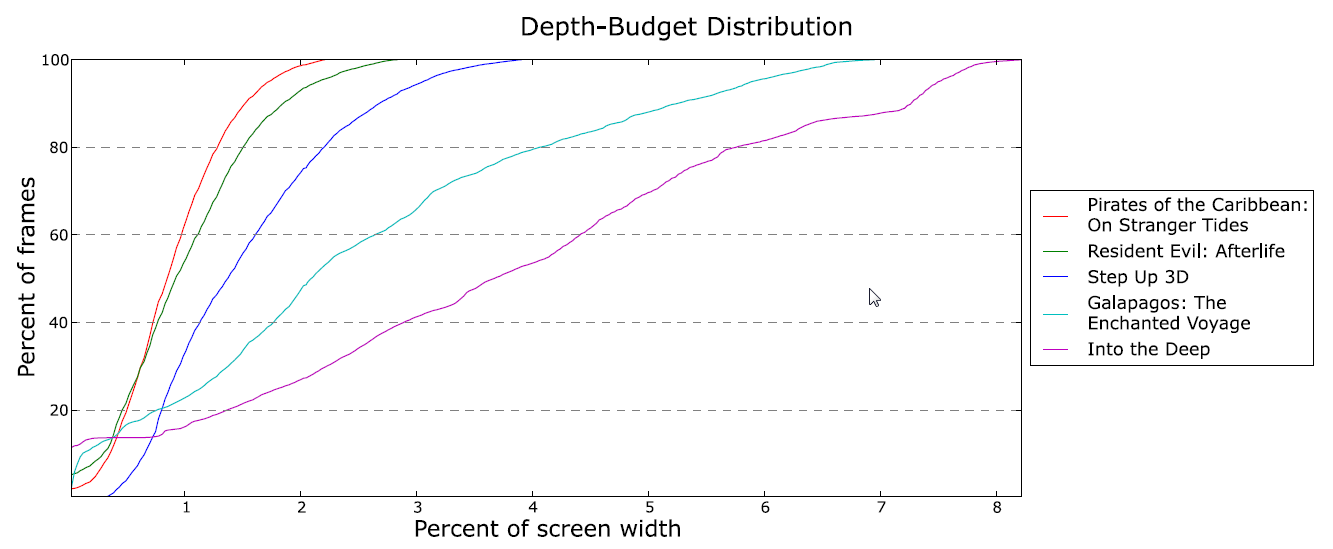 Depth-Budget Distribution
Percent of frames
100
80
60
40
20
1 2 3 4 5 6 7 8
Percent of screen width
Pirates of the Caribbean:
On Stranger Tides
Resident Evil: Afterlife
Step Up 3D
Galapagos: The
Enchanted Voyage
Into the Deep